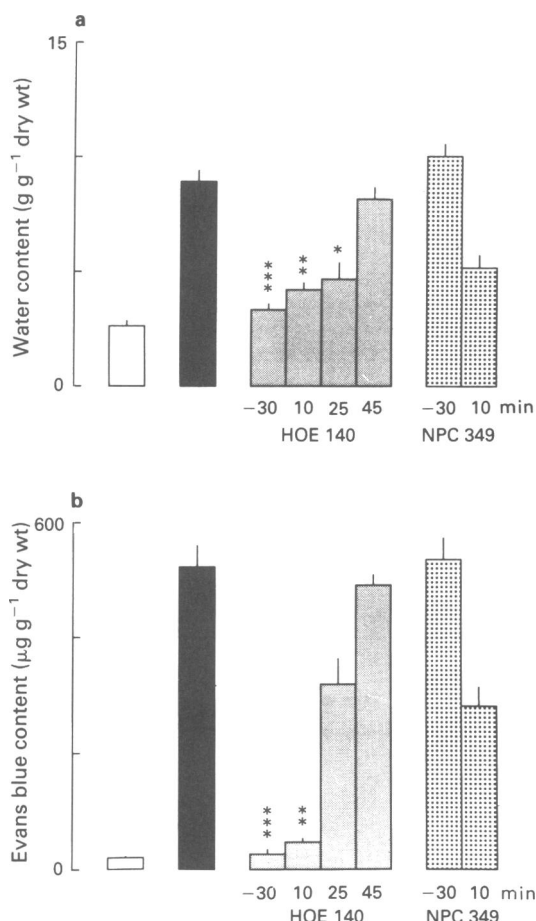 a
15
Water content (g g⁻¹ dry wt)
***
**
*
0
−30 10 25 45 −30 10 min
HOE 140 NPC 349
b
600
Evans blue content (μg g⁻¹ dry wt)
***
**
0
−30 10 25 45 −30 10 min
HOE 140 NPC 349